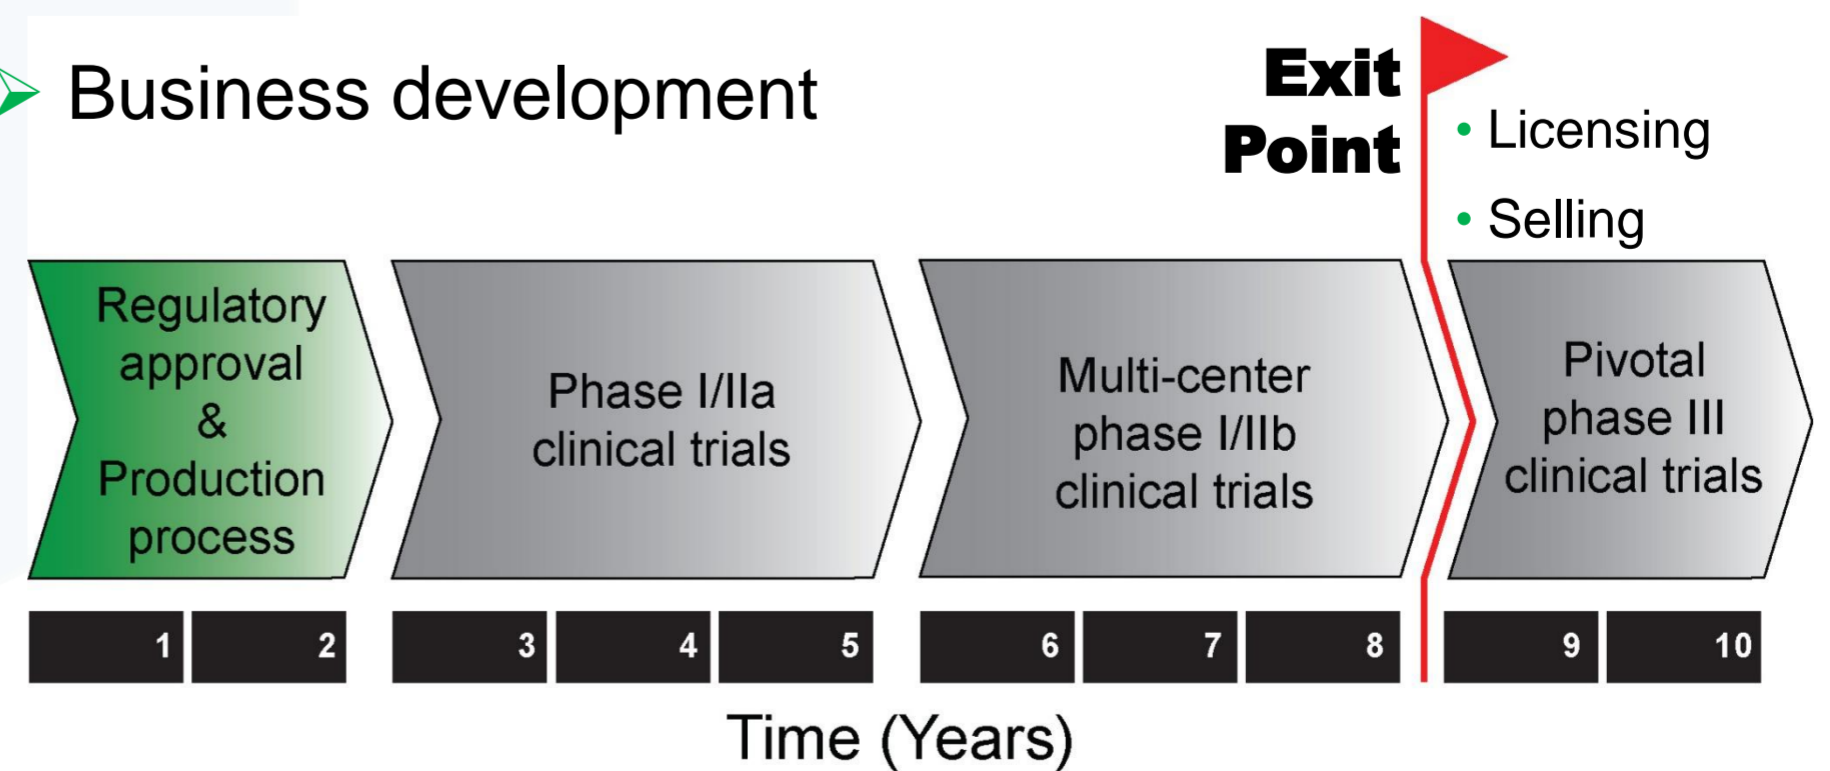 Business development
Exit
Point
• Licensing
• Selling
Regulatory
approval
&
Production
process
Phase I/IIa
clinical trials
Multi-center
phase I/IIb
clinical trials
Pivotal
phase III
clinical trials
1 2 3 4 5 6 7 8 9 10
Time (Years)